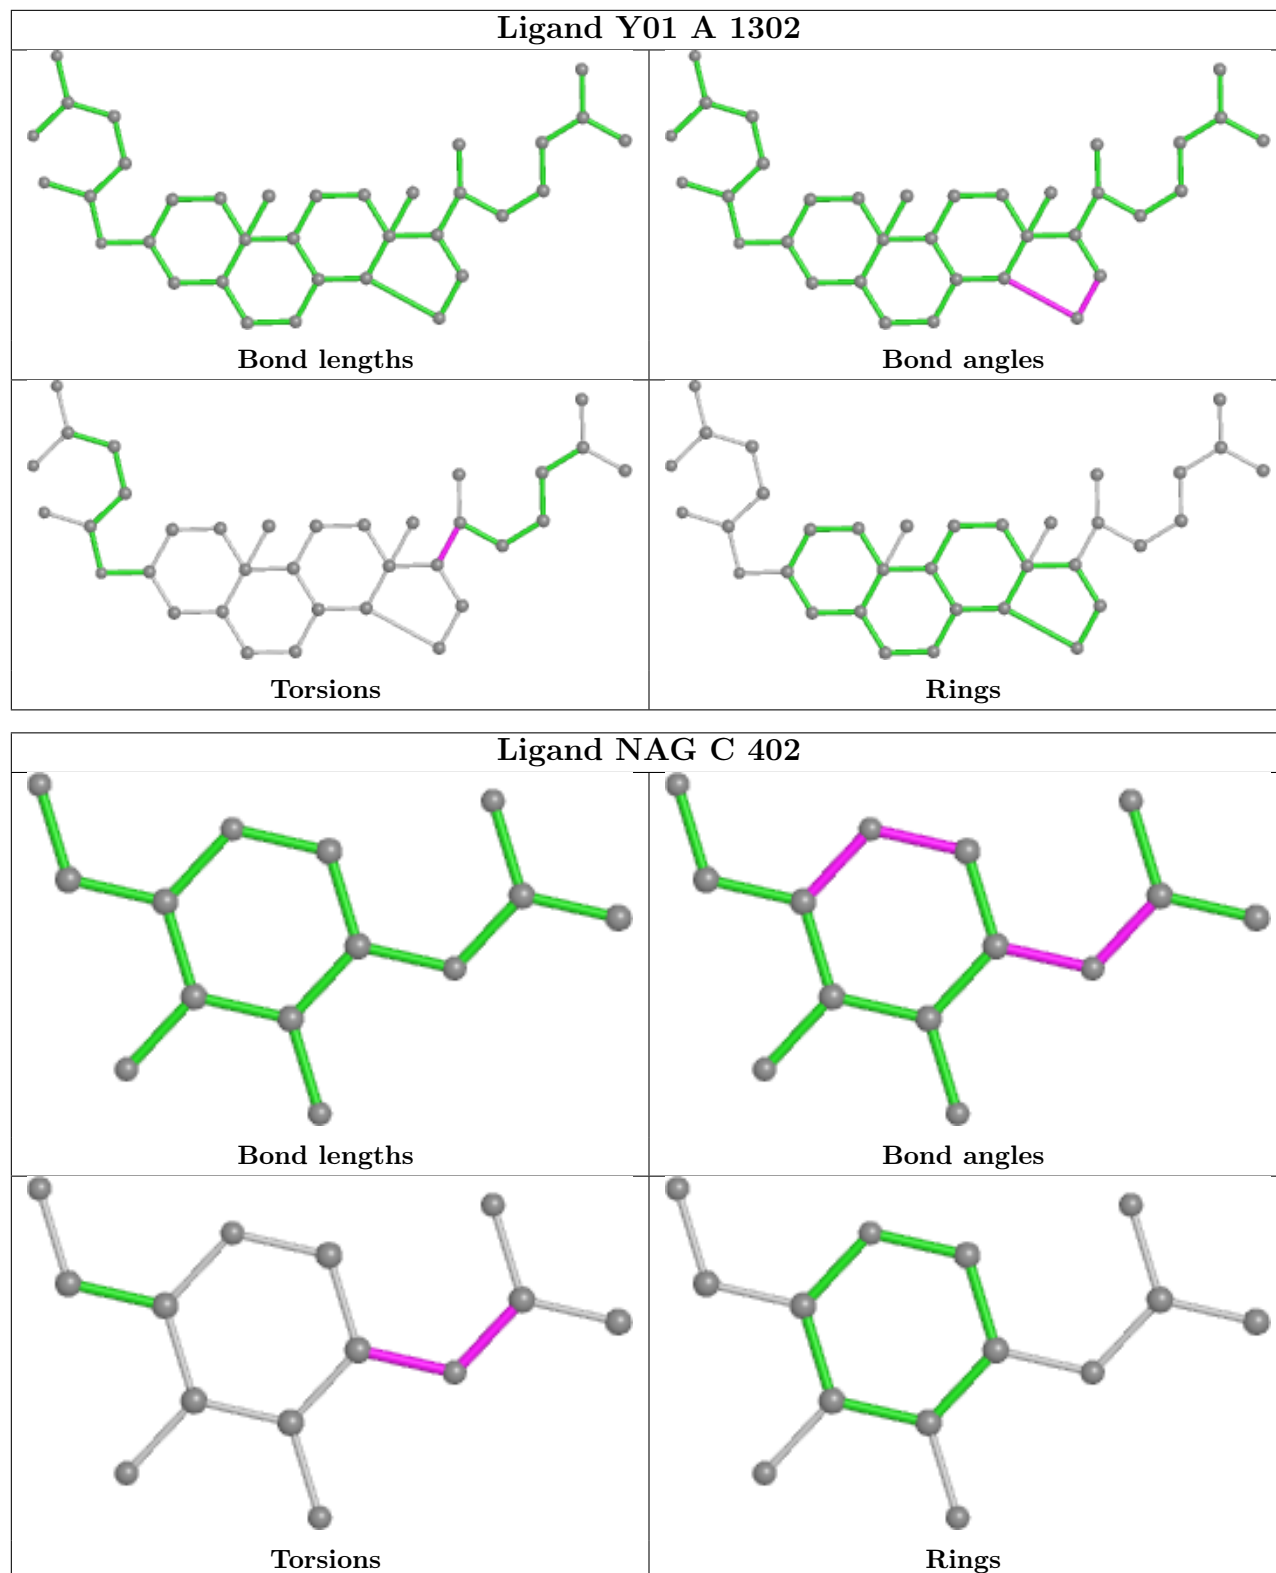 Ligand Y01 A 1302
Bond lengths
Bond angles
Torsions
Rings
Ligand NAG C 402
Bond lengths
Bond angles
Torsions
Rings